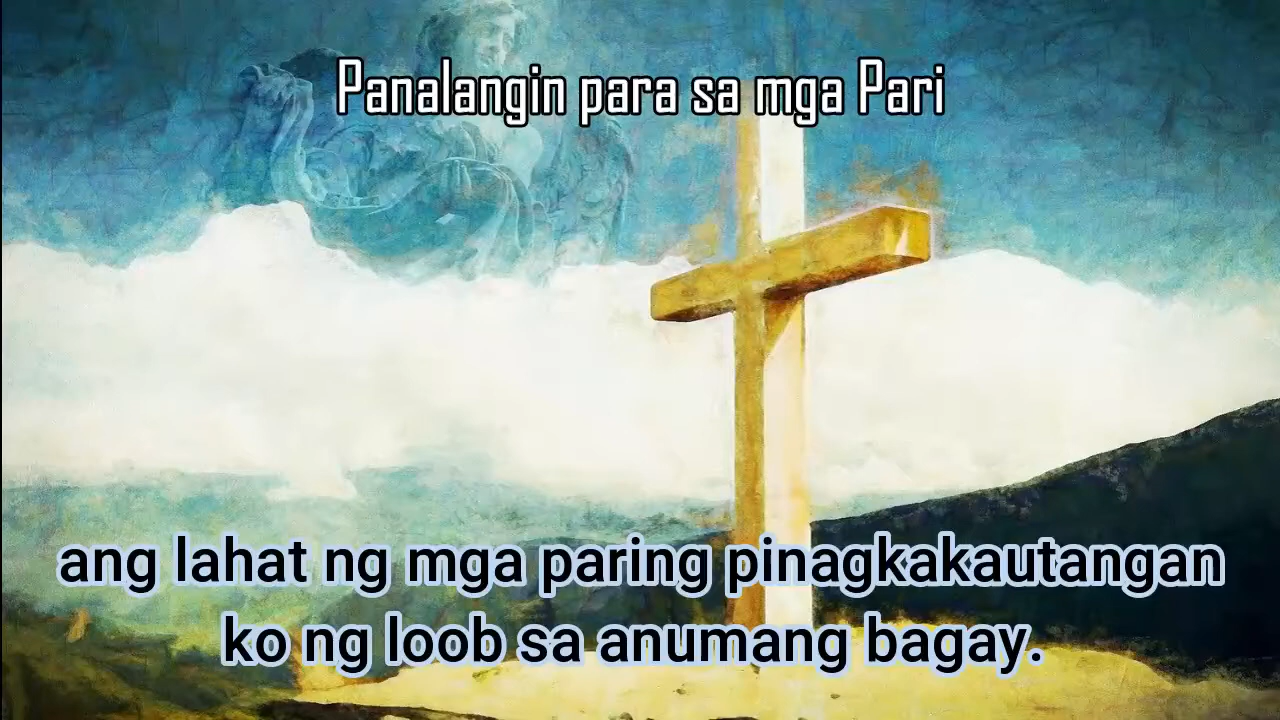 Panalangin para sa mga Pari
ang lahat ng mga paring pinagkakautangan
ko ng loob sa anumang bagay.